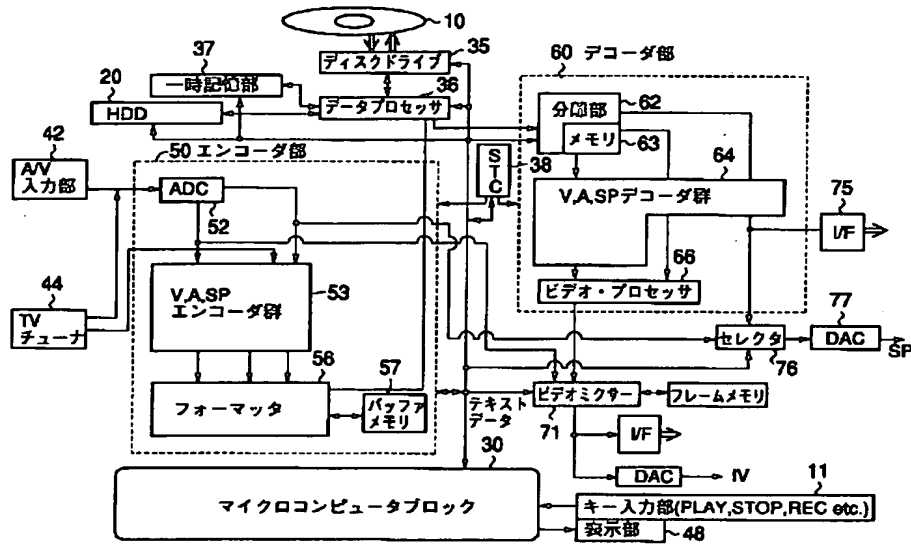 10
37
35
ディスクドライブ
60 デコーダ部
20
一時記憶部
36
HDD
データプロセッサ
分離部
62
メモリ
63
42
50 エンコーダ部
A/V
入力部
ADC
52
STC
38
64
V,A,SPデコーダ群
75
I/F
44
TV
チューナ
V,A,SP
エンコーダ群
53
66
ビデオ・プロセッサ
77
セレクタ
76
DAC
SP
56
57
フォーマッタ
バッファ
メモリ
テキスト
データ
ビデオミクサー
71
フレームメモリ
I/F
30
DAC
マイクロコンピュータブロック
11
キー入力部(PLAY,STOP,REC etc.)
表示部
48